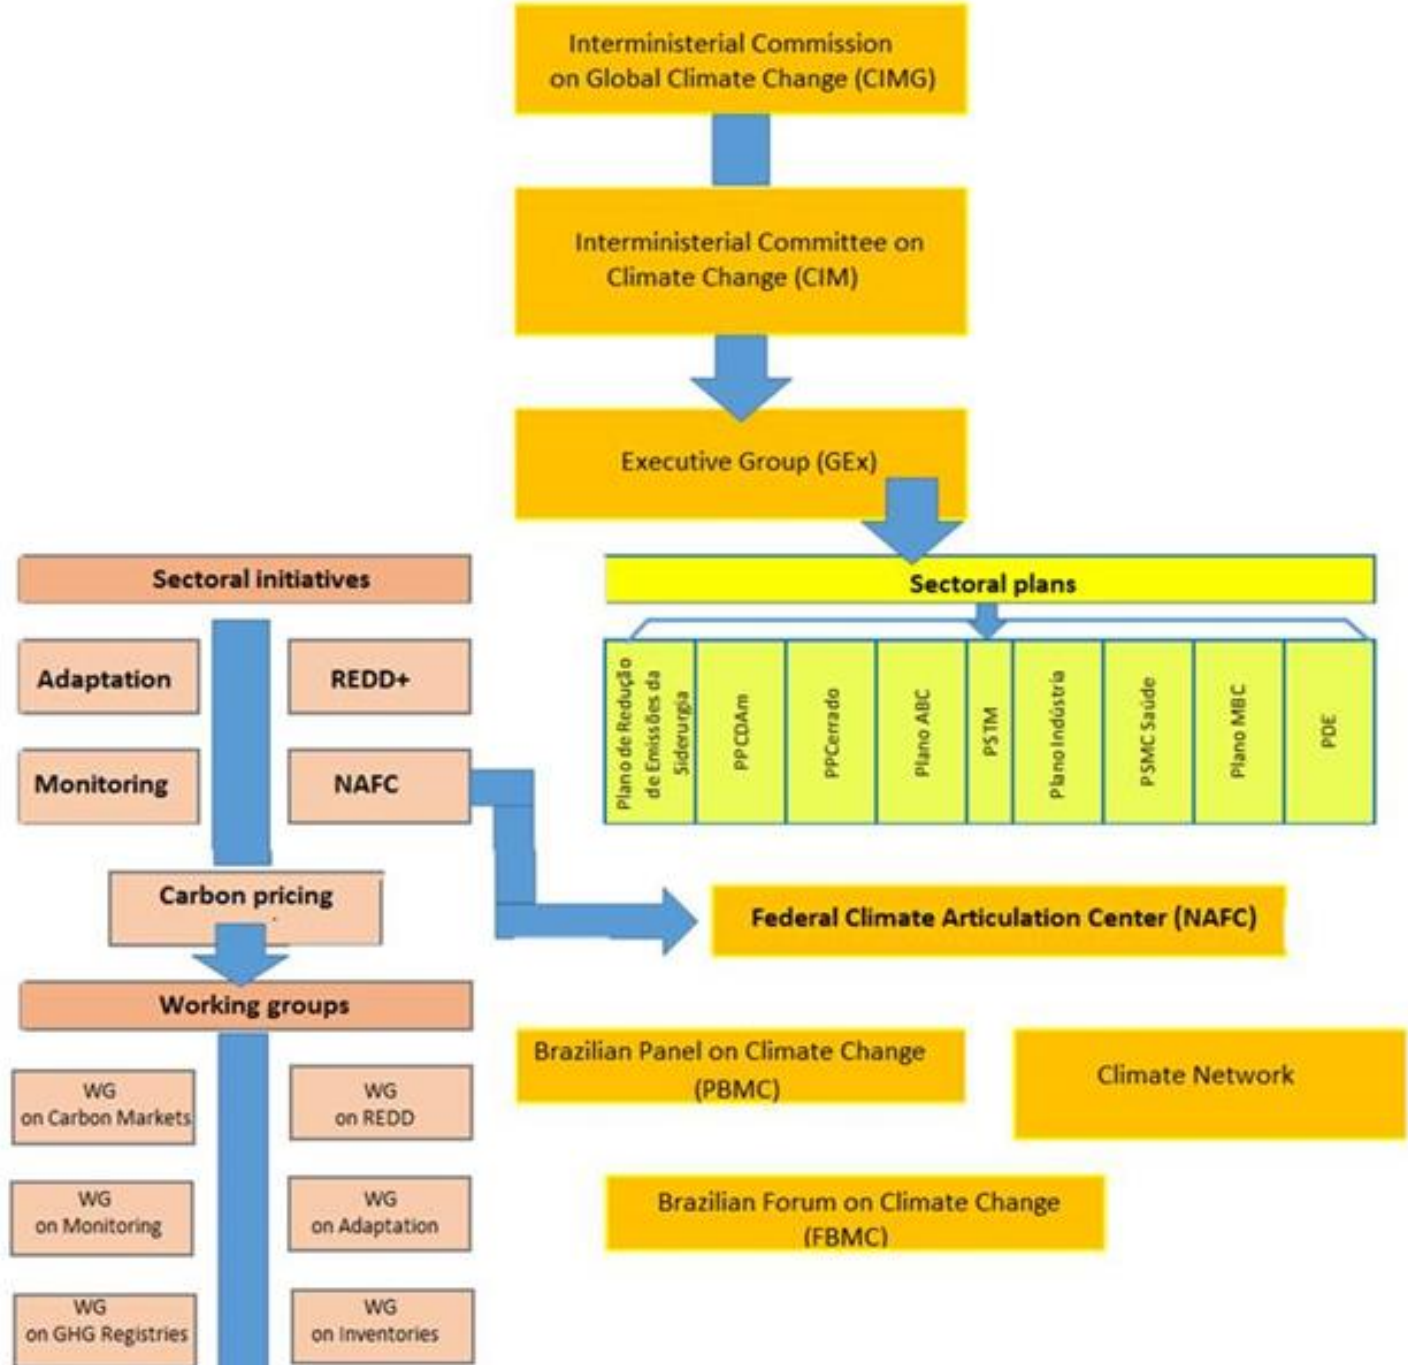 Interministerial Commission
on Global Climate Change (CIMG)
Interministerial Committee on
Climate Change (CIM)
Executive Group (GEx)
Sectoral initiatives
Adaptation
REDD+
Monitoring
NAFC
Carbon pricing
Working groups
WG
on Carbon Markets
WG
on REDD
WG
on Monitoring
WG
on Adaptation
WG
on GHG Registries
WG
on Inventories
Sectoral plans
Plano de Redução
de Emissões da
Siderurgia
PPCDAm
PPCerrado
Plano ABC
PSTM
Plano Indústria
PSMC Saúde
Plano MBC
PDE
Federal Climate Articulation Center (NAFC)
Brazilian Panel on Climate Change
(PBMC)
Climate Network
Brazilian Forum on Climate Change
(FBMC)